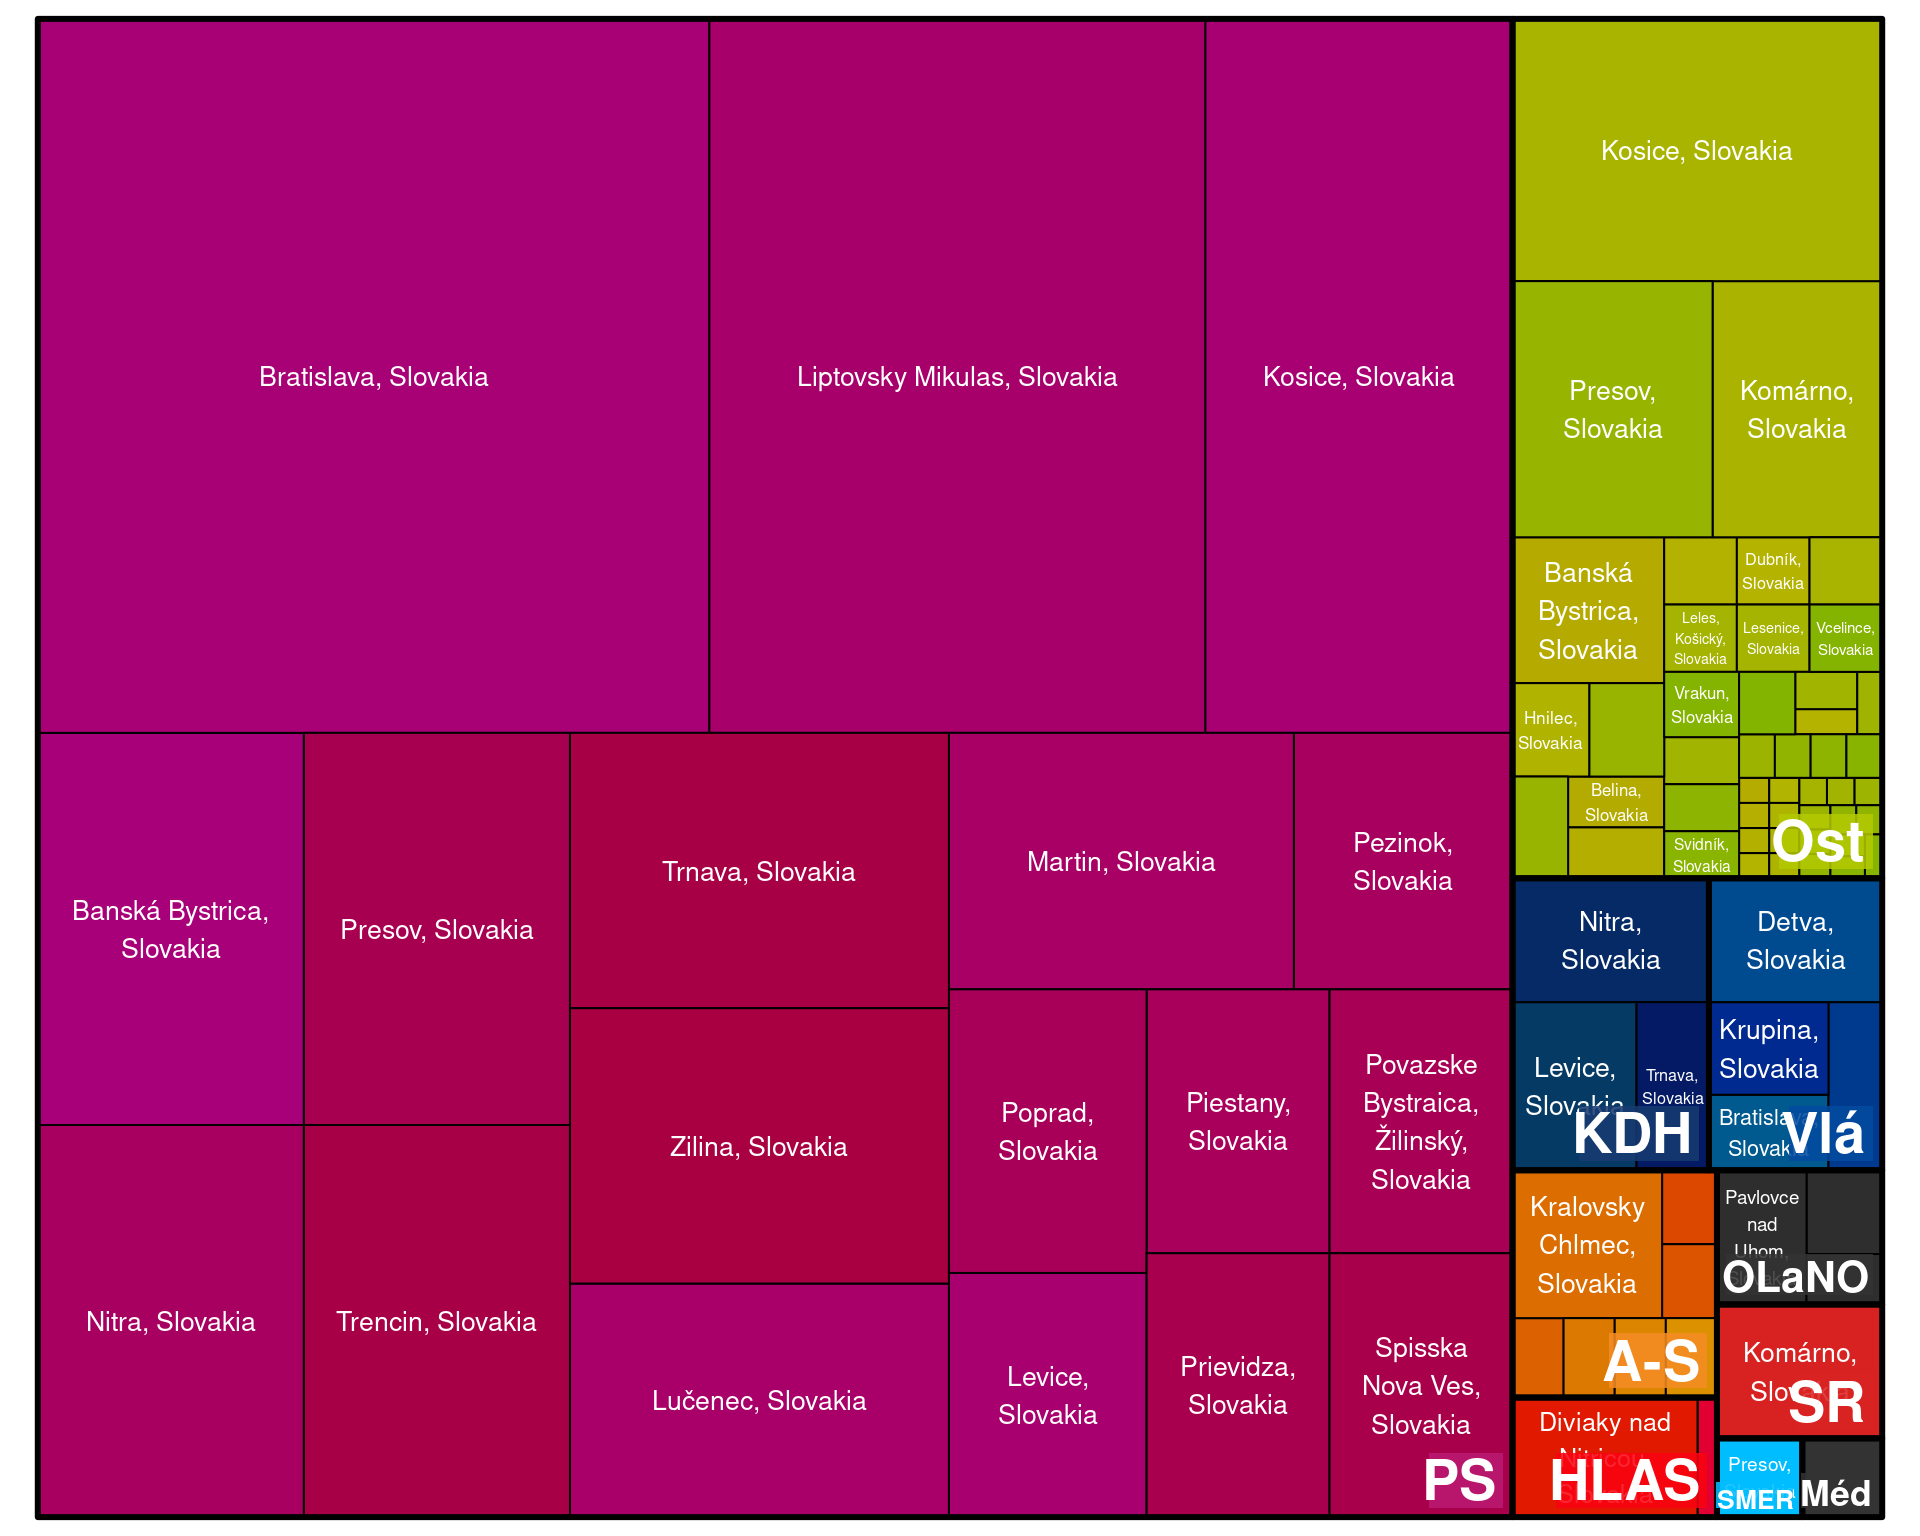 Bratislava, Slovakia
Liptovsky Mikulas, Slovakia
Kosice, Slovakia
Banská Bystrica,
Slovakia
Presov, Slovakia
Nitra, Slovakia
Trencin, Slovakia
Trnava, Slovakia
Zilina, Slovakia
Lučenec, Slovakia
Martin, Slovakia
Pezinok,
Slovakia
Poprad,
Slovakia
Piestany,
Slovakia
Povazske
Bystraica,
Žilinský,
Slovakia
Levice,
Slovakia
Prievidza,
Slovakia
Spisska
Nova Ves,
Slovakia
PS
Kosice, Slovakia
Presov,
Slovakia
Komárno,
Slovakia
Banská
Bystrica,
Slovakia
Dubník,
Slovakia
Leles,
Košický,
Slovakia
Lesenice,
Slovakia
Vcelince,
Slovakia
Hnilec,
Slovakia
Vrakun,
Slovakia
Belina,
Slovakia
Svidník,
Slovakia
Ost
Nitra,
Slovakia
Levice,
Slovakia
Trnava,
Slovakia
KDH
Detva,
Slovakia
Krupina,
Slovakia
Bratislava,
Slovakia
Vlá
Kralovsky
Chlmec,
Slovakia
A-S
Pavlovce
nad
Uhom,
Slovakia
OLaNO
Komárno,
Slovakia
SR
Diviaky nad
Nitricou,
Slovakia
HLAS
Presov,
SMER
Méd